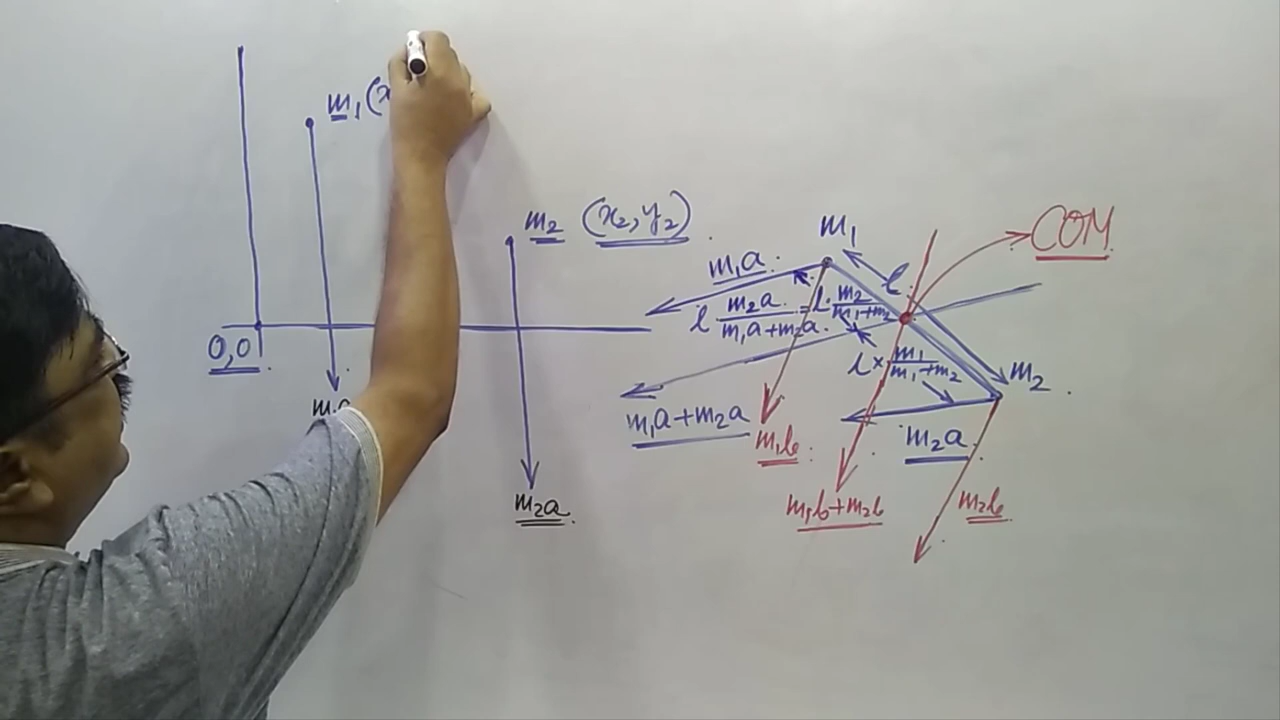 m₁(x
m₂ (x₂, y₂)
0,0
m₂a
m₁
COM
m₁a
l
l m₂a / m₁a + m₂a = l · m₂ / m₁ + m₂
l × m₁ / m₁ + m₂
m₂
m₁a + m₂a
m₁b
m₂a
m₁b + m₂b
m₂b